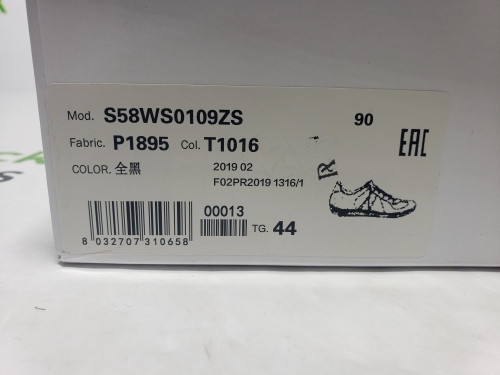 Mod. S58WS0109ZS 90
Fabric. P1895 Col. T1016
EAC
COLOR. 全黑
2019 02
F02PR2019 1316/1
R
00013
8 032707 310658
TG. 44